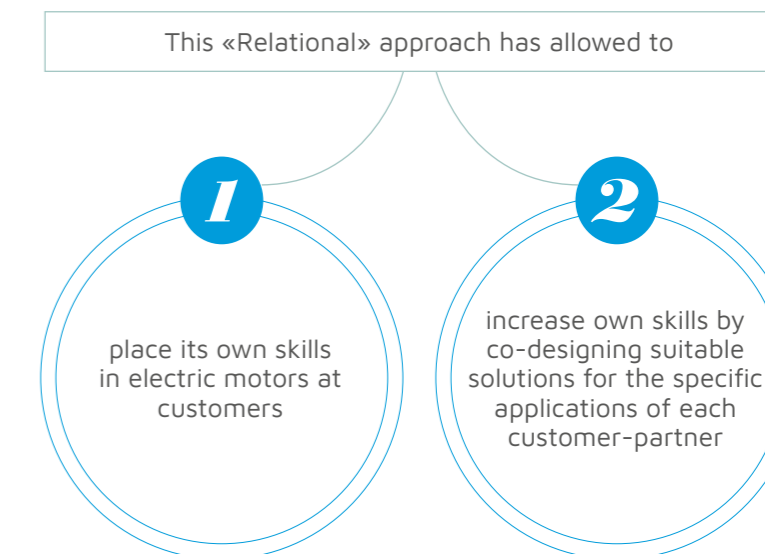 This «Relational» approach has allowed to
1
place its own skills
in electric motors at
customers
2
increase own skills by
co-designing suitable
solutions for the specific
applications of each
customer-partner